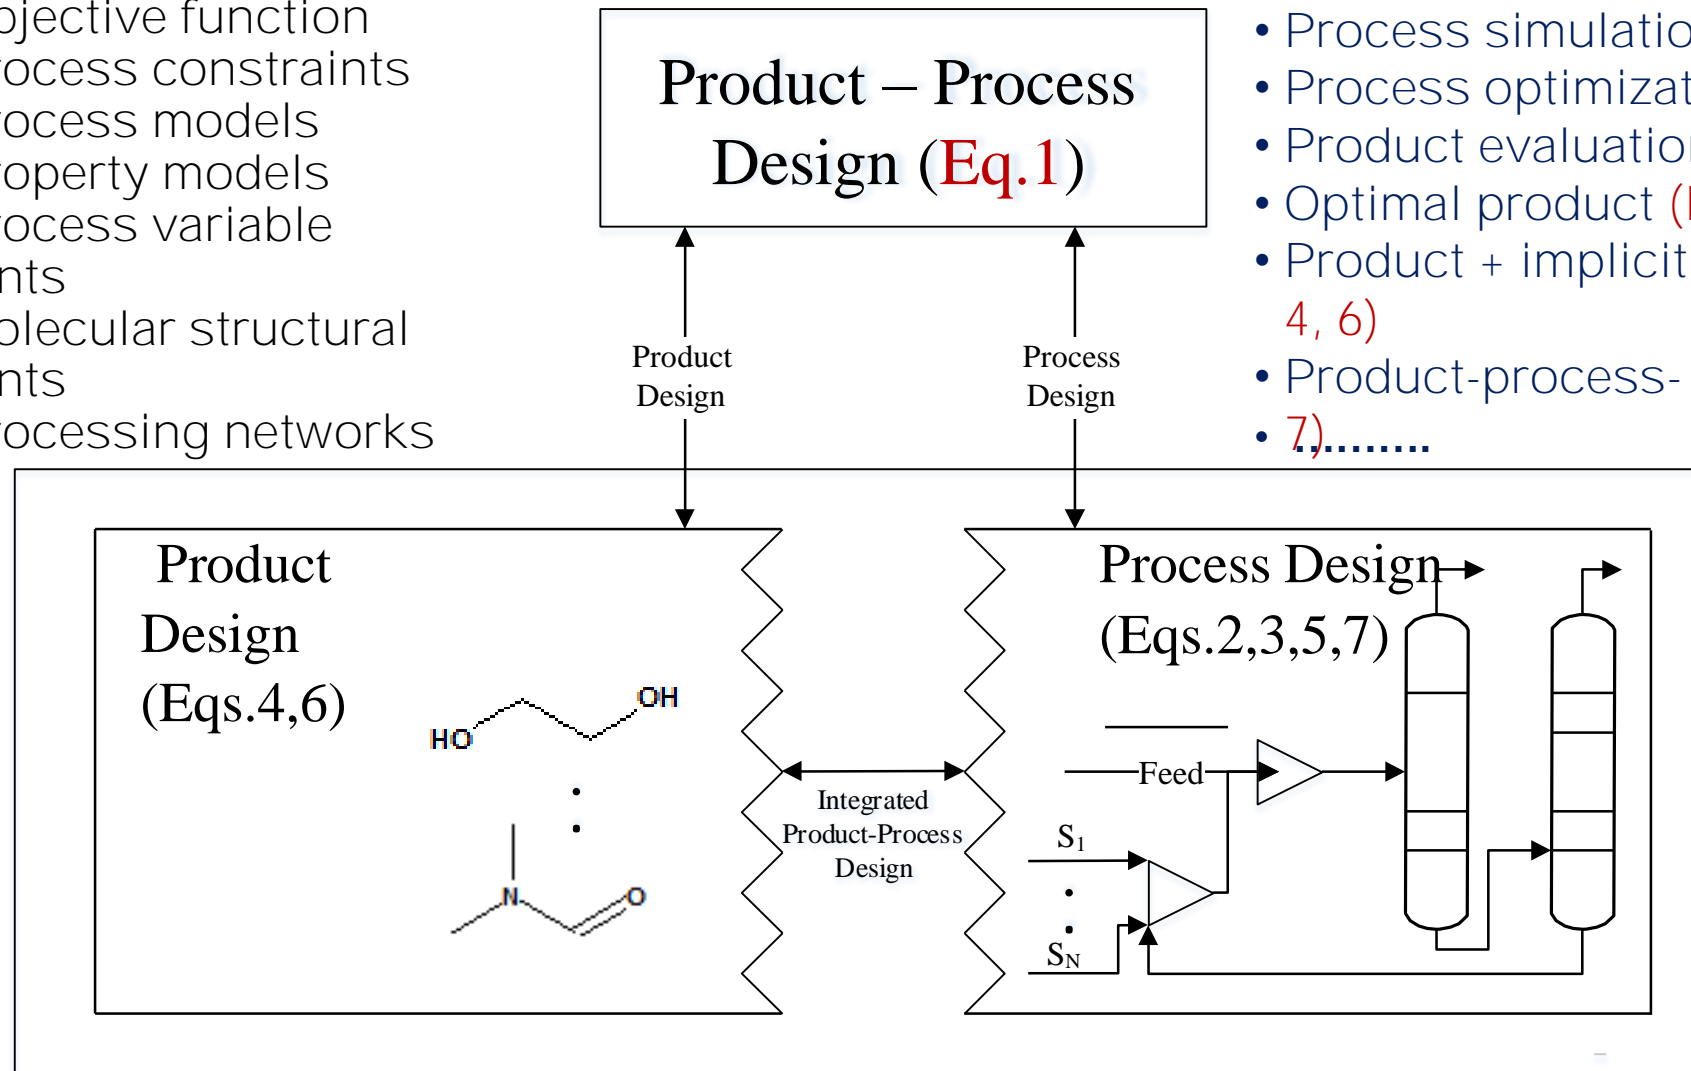 bjective function
rocess constraints
rocess models
roperty models
rocess variable
nts
olecular structural
nts
rocessing networks
Product – Process
Design (Eq.1)
• Process simulatio
• Process optimizat
• Product evaluation
• Optimal product (
• Product + implicit
4, 6)
• Product-process-
• 7)..........
Product
Design
Process
Design
Product
Design
(Eqs.4,6)
HO
OH
N
O
Integrated
Product-Process
Design
Process Design
(Eqs.2,3,5,7)
Feed
S1
SN